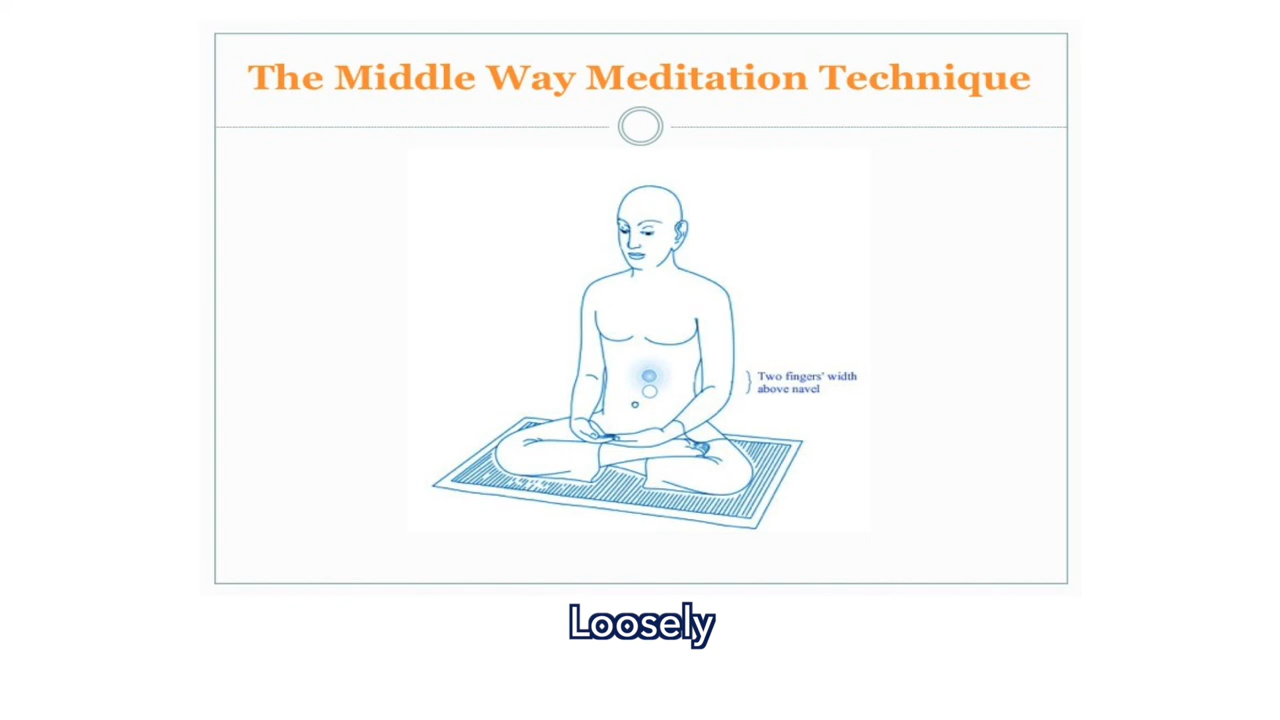 The Middle Way Meditation Technique
Two fingers' width
above navel
Loosely